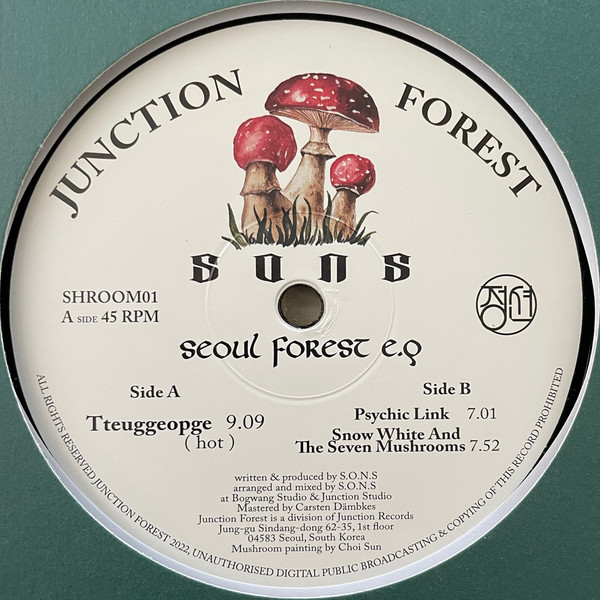 JUNCTION FOREST
SONS
SHROOM01
A SIDE 45 RPM
정션
Seoul Forest E.P
Side A
Side B
Tteuggeopge 9.09
( hot )
Psychic Link 7.01
Snow White And
The Seven Mushrooms 7.52
written & produced by S.O.N.S
arranged and mixed by S.O.N.S
at Bogwang Studio & Junction Studio
Mastered by Carsten Dämbkes
Junction Forest is a division of Junction Records
Jung-gu Sindang-dong 62-35, 1st floor
04583 Seoul, South Korea
Mushroom painting by Choi Sun
ALL RIGHTS RESERVED JUNCTION FOREST 2022, UNAUTHORISED DIGITAL PUBLIC BROADCASTING & COPYING OF THIS RECORD PROHIBITED